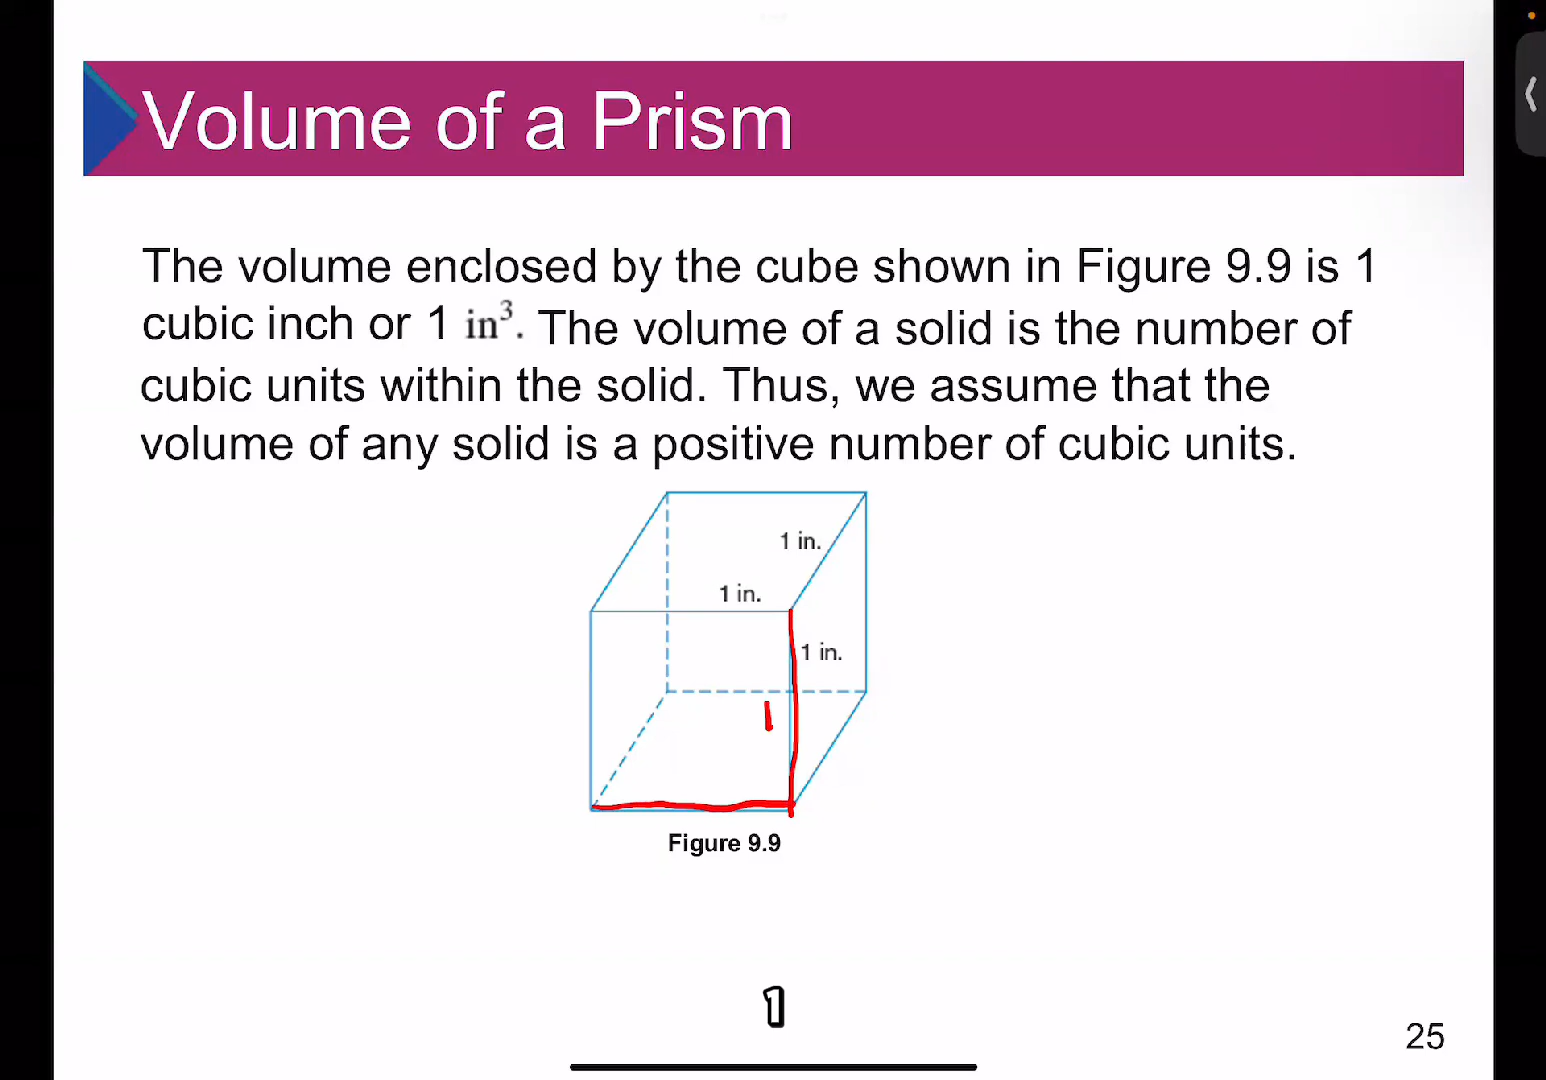 Volume of a Prism
The volume enclosed by the cube shown in Figure 9.9 is 1
cubic inch or 1 in³. The volume of a solid is the number of
cubic units within the solid. Thus, we assume that the
volume of any solid is a positive number of cubic units.
1 in.
1 in.
1 in.
1
Figure 9.9
1
25